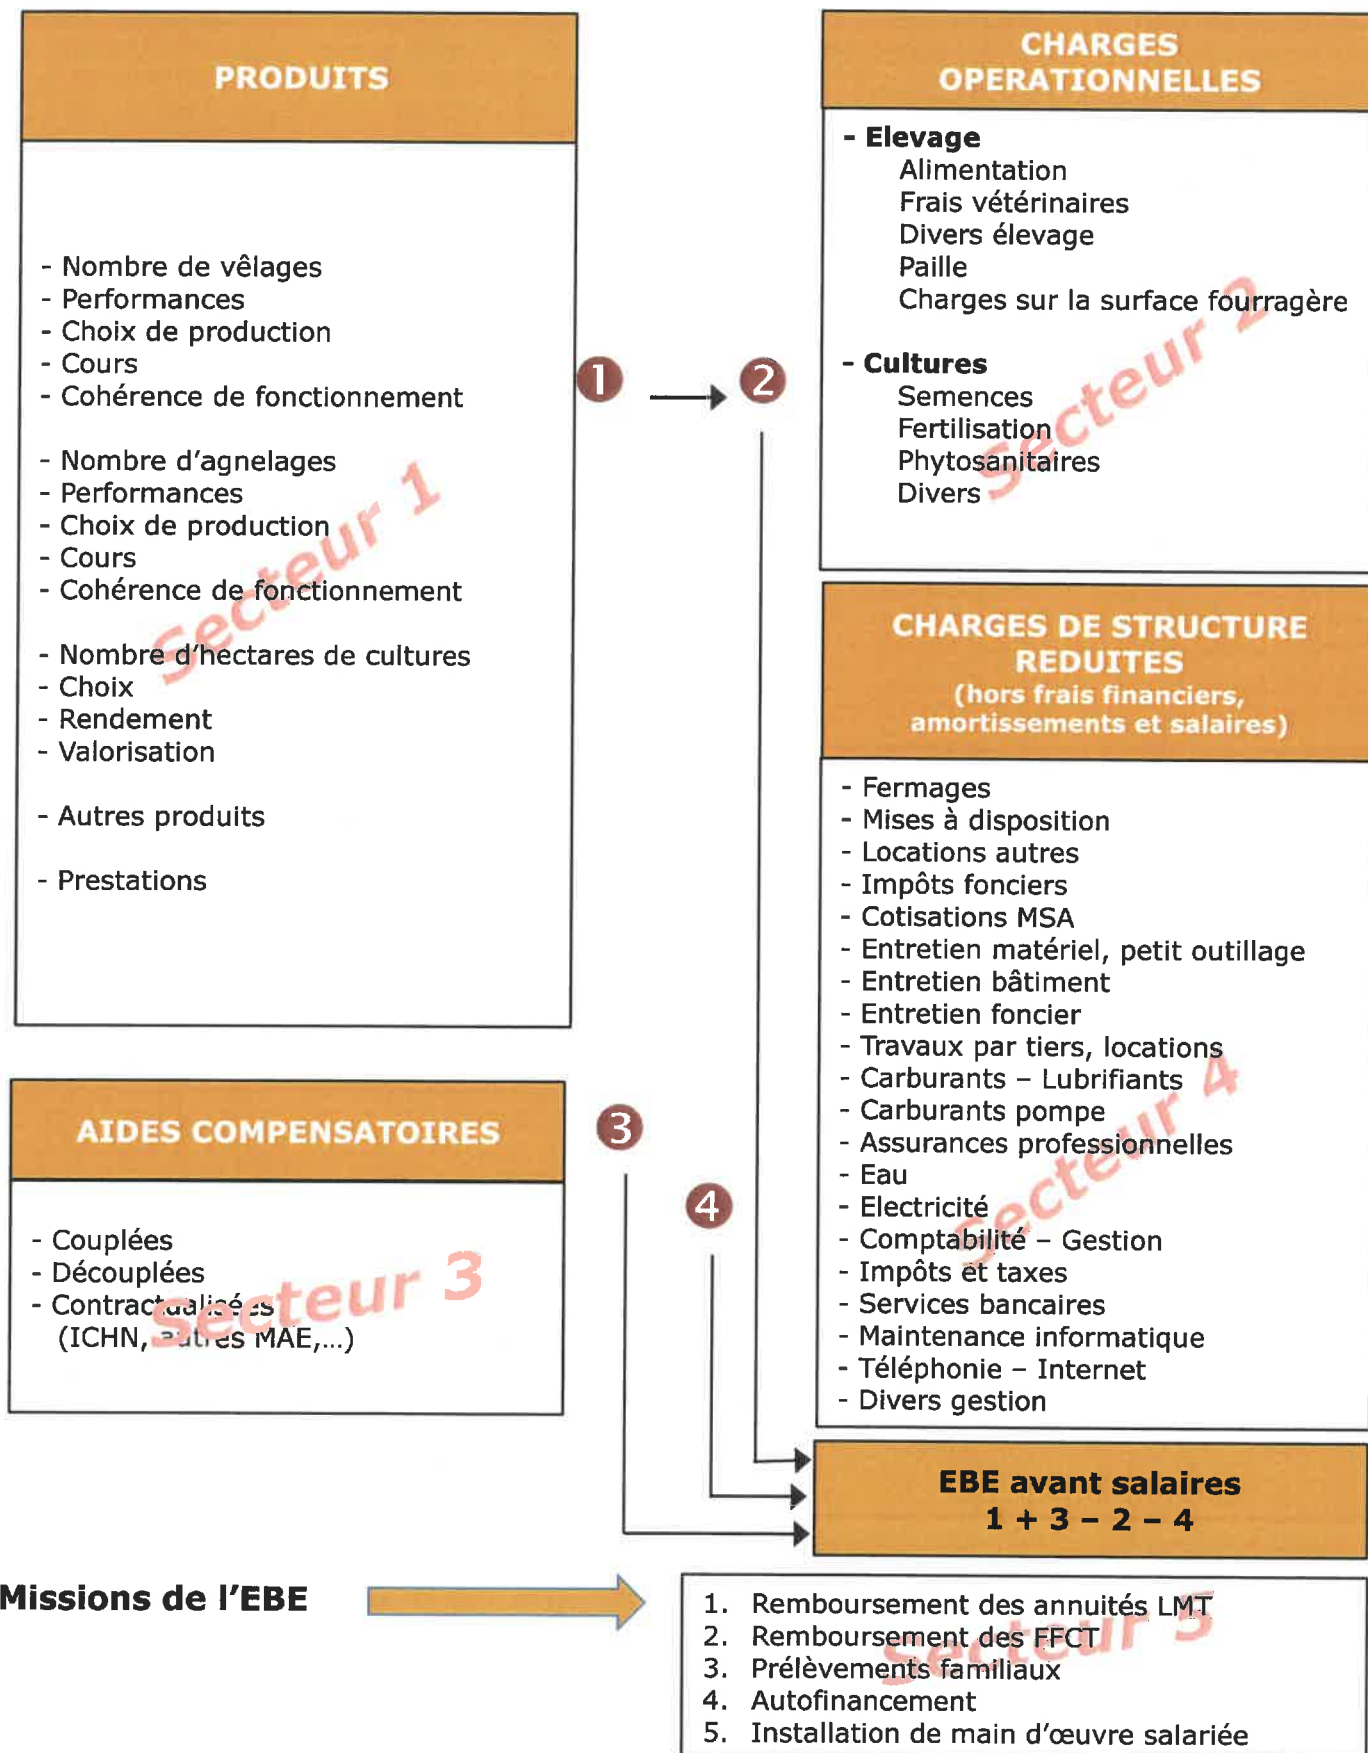 PRODUITS
- Nombre de vêlages
- Performances
- Choix de production
- Cours
- Cohérence de fonctionnement
- Nombre d'agnelages
- Performances
- Choix de production
- Cours
- Cohérence de fonctionnement
- Nombre d'hectares de cultures
- Choix
- Rendement
- Valorisation
- Autres produits
- Prestations
Secteur 1
1
2
CHARGES
OPERATIONNELLES
- Elevage
Alimentation
Frais vétérinaires
Divers élevage
Paille
Charges sur la surface fourragère
- Cultures
Semences
Fertilisation
Phytosanitaires
Divers
Secteur 2
AIDES COMPENSATOIRES
- Couplées
- Découplées
- Contractualisées
(ICHN, autres MAE,...)
Secteur 3
3
4
CHARGES DE STRUCTURE
REDUITES
(hors frais financiers,
amortissements et salaires)
- Fermages
- Mises à disposition
- Locations autres
- Impôts fonciers
- Cotisations MSA
- Entretien matériel, petit outillage
- Entretien bâtiment
- Entretien foncier
- Travaux par tiers, locations
- Carburants – Lubrifiants
- Carburants pompe
- Assurances professionnelles
- Eau
- Electricité
- Comptabilité – Gestion
- Impôts et taxes
- Services bancaires
- Maintenance informatique
- Téléphonie – Internet
- Divers gestion
Secteur 4
EBE avant salaires
1 + 3 – 2 – 4
Missions de l'EBE
1. Remboursement des annuités LMT
2. Remboursement des FFCT
3. Prélèvements familiaux
4. Autofinancement
5. Installation de main d'œuvre salariée
Secteur 5